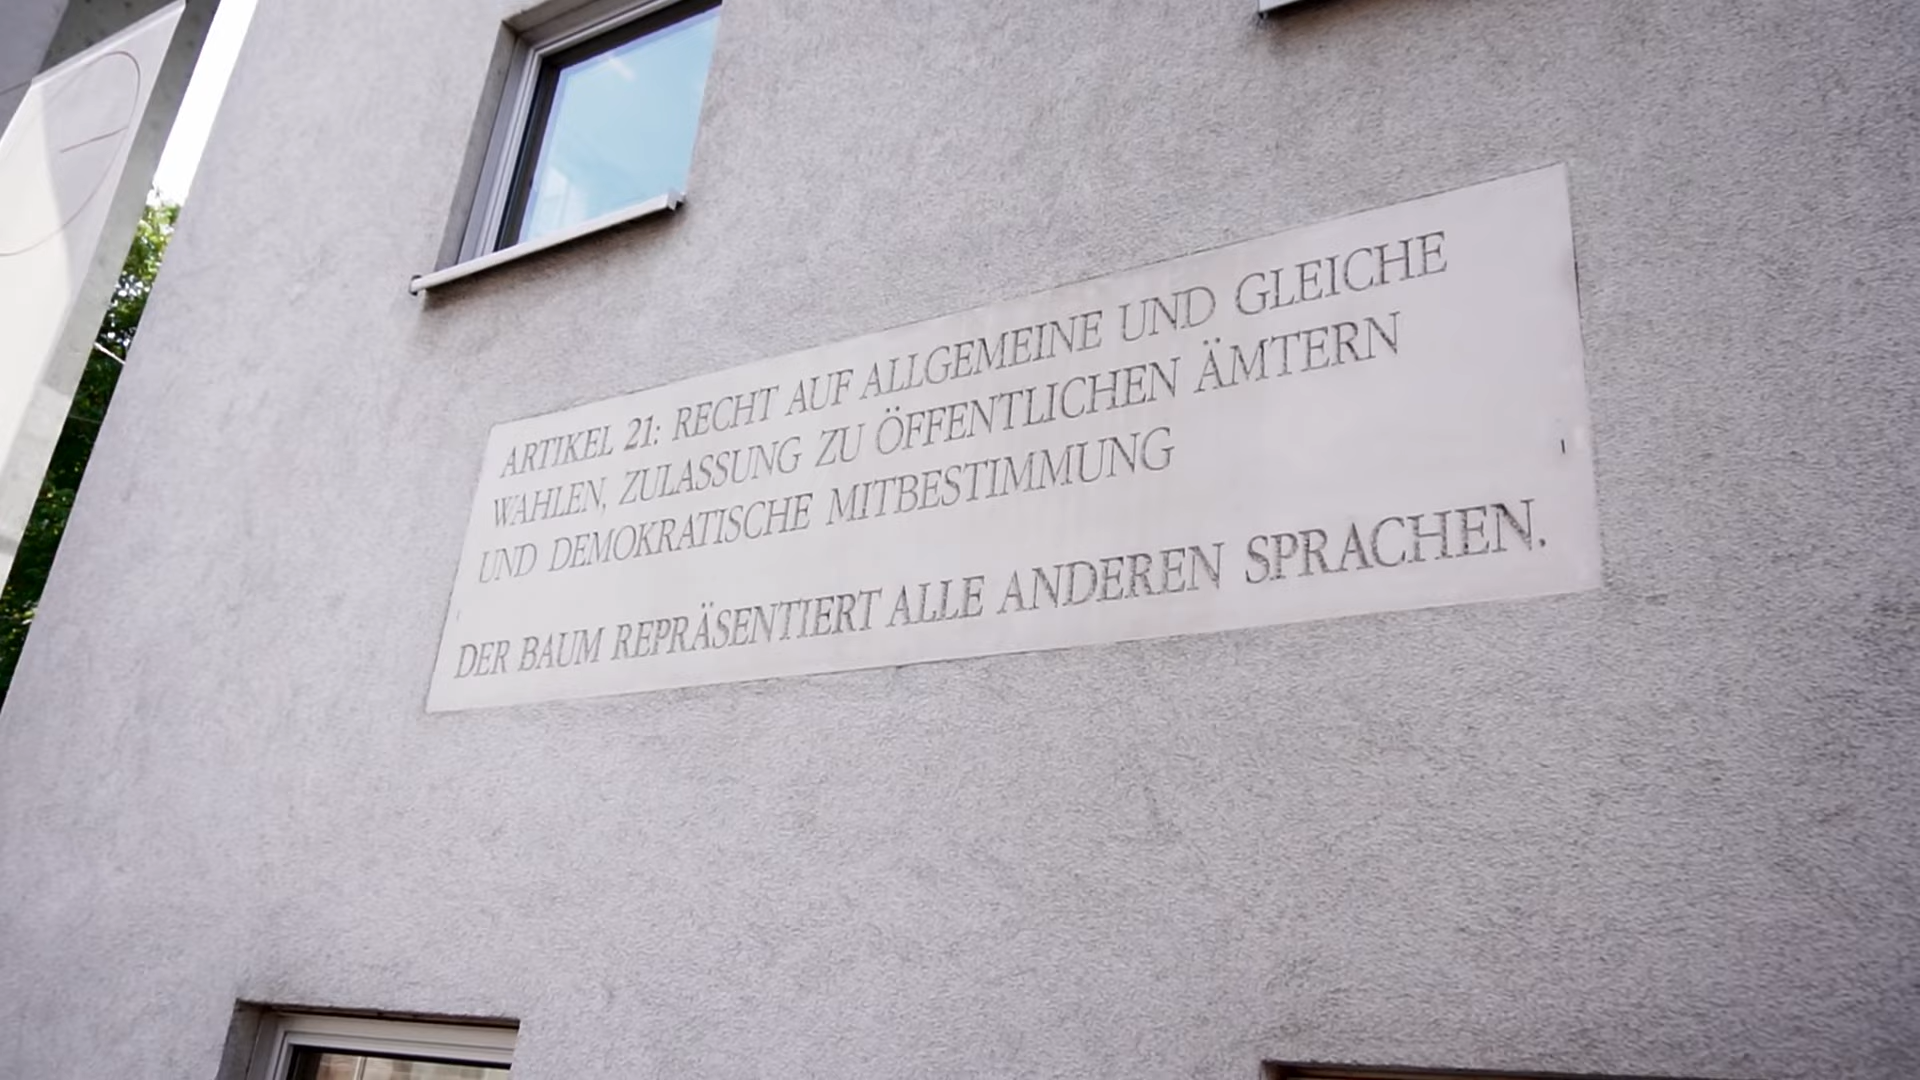 ARTIKEL 21: RECHT AUF ALLGEMEINE UND GLEICHE
WAHLEN, ZULASSUNG ZU ÖFFENTLICHEN ÄMTERN
UND DEMOKRATISCHE MITBESTIMMUNG
DER BAUM REPRÄSENTIERT ALLE ANDEREN SPRACHEN.